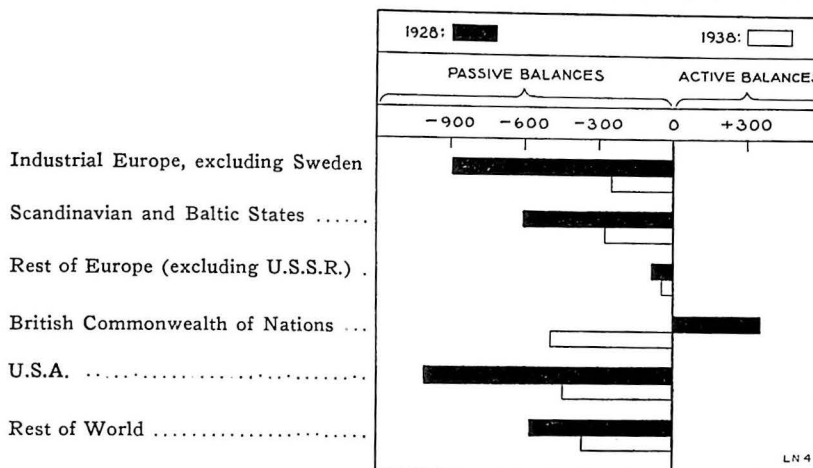 1928: 1938:
PASSIVE BALANCES ACTIVE BALANCES
-900 -600 -300 0 +300
Industrial Europe, excluding Sweden
Scandinavian and Baltic States ......
Rest of Europe (excluding U.S.S.R.) .
British Commonwealth of Nations ...
U.S.A. ............................
Rest of World .....................
LN 4